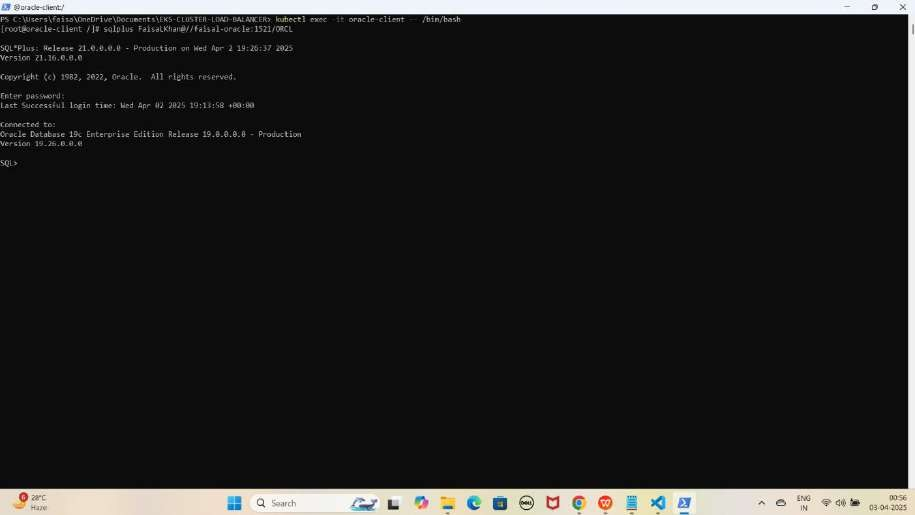 @oracle-client:/
PS C:\Users\faisa\OneDrive\Documents\EKS-CLUSTER-LOAD-BALANCER> kubectl exec -it oracle-client -- /bin/bash
[root@oracle-client /]# sqlplus FaisalKhan@//faisal-oracle:1521/ORCL
SQL*Plus: Release 21.0.0.0.0 - Production on Wed Apr 2 19:26:37 2025
Version 21.16.0.0.0
Copyright (c) 1982, 2022, Oracle.  All rights reserved.
Enter password:
Last Successful login time: Wed Apr 02 2025 19:13:58 +00:00
Connected to:
Oracle Database 19c Enterprise Edition Release 19.0.0.0.0 - Production
Version 19.26.0.0.0
SQL>
6
28°C
Haze
Search
DELL
ENG
IN
00:56
03-04-2025